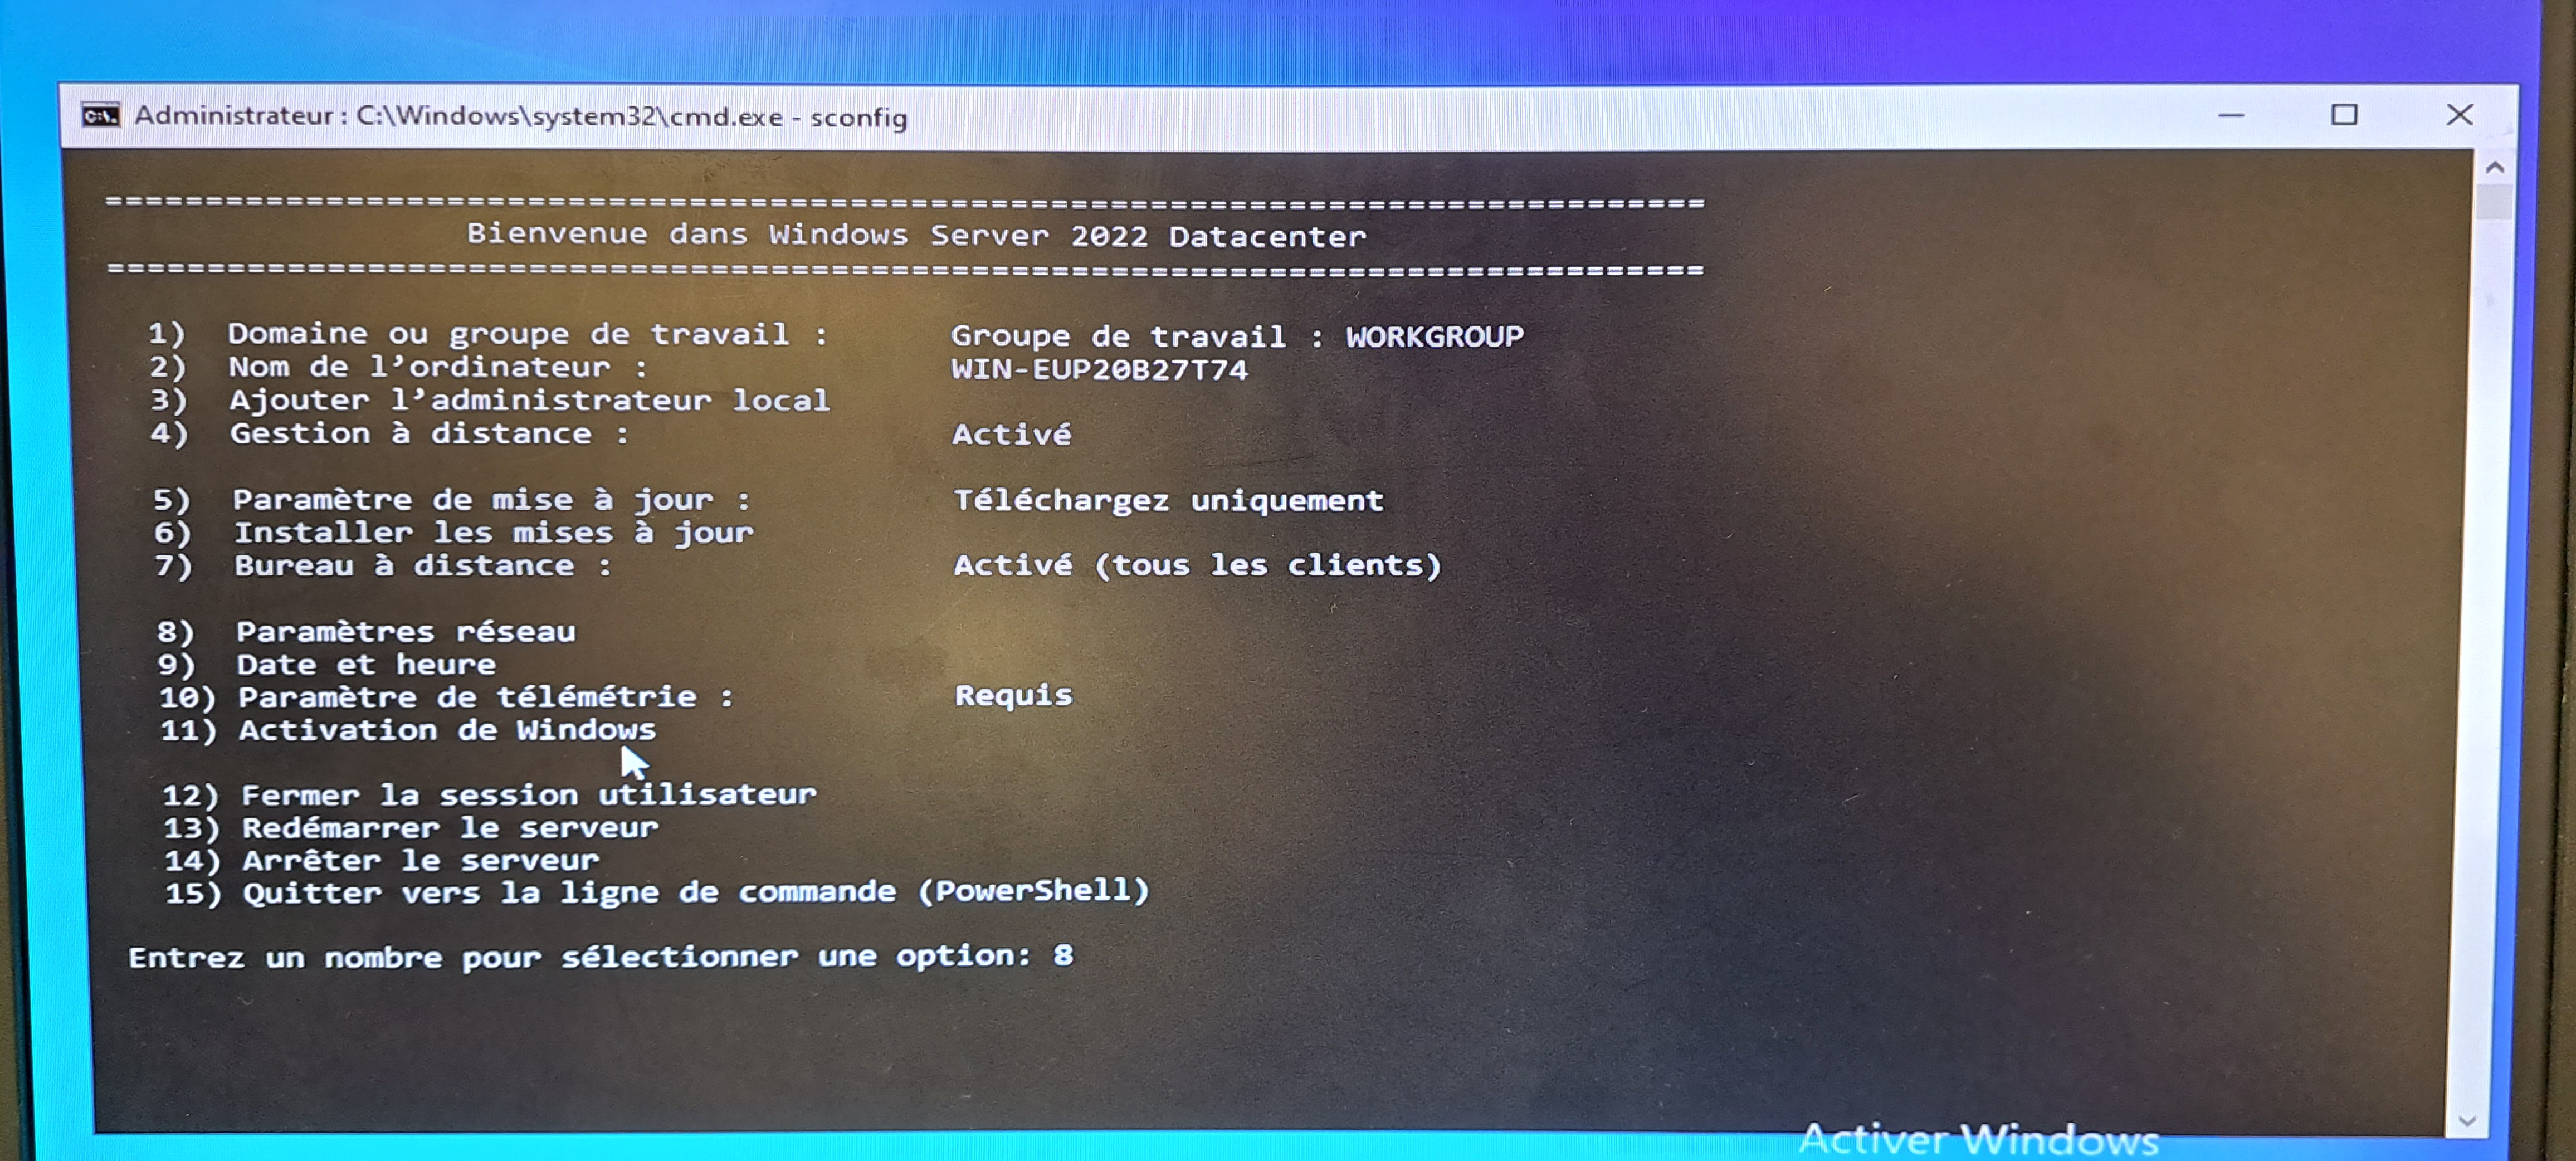 Administrateur : C:\Windows\system32\cmd.exe - sconfig
================================================================================
Bienvenue dans Windows Server 2022 Datacenter
================================================================================
1) Domaine ou groupe de travail : Groupe de travail : WORKGROUP
2) Nom de l’ordinateur : WIN-EUP20B27T74
3) Ajouter l’administrateur local
4) Gestion à distance : Activé
5) Paramètre de mise à jour : Téléchargez uniquement
6) Installer les mises à jour
7) Bureau à distance : Activé (tous les clients)
8) Paramètres réseau
9) Date et heure
10) Paramètre de télémétrie : Requis
11) Activation de Windows
12) Fermer la session utilisateur
13) Redémarrer le serveur
14) Arrêter le serveur
15) Quitter vers la ligne de commande (PowerShell)
Entrez un nombre pour sélectionner une option: 8
Activer Windows